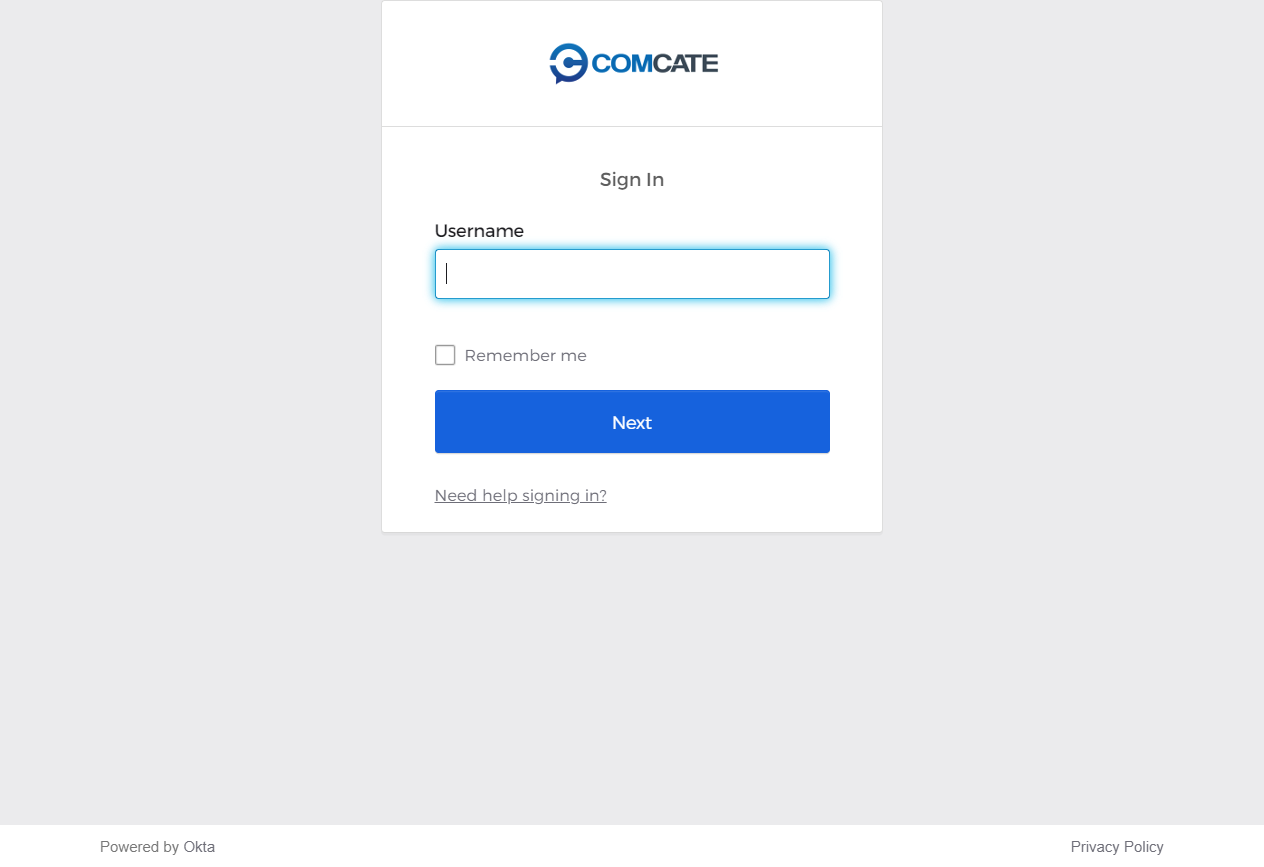 COMCATE
Sign In
Username
Remember me
Next
Need help signing in?
Powered by Okta
Privacy Policy